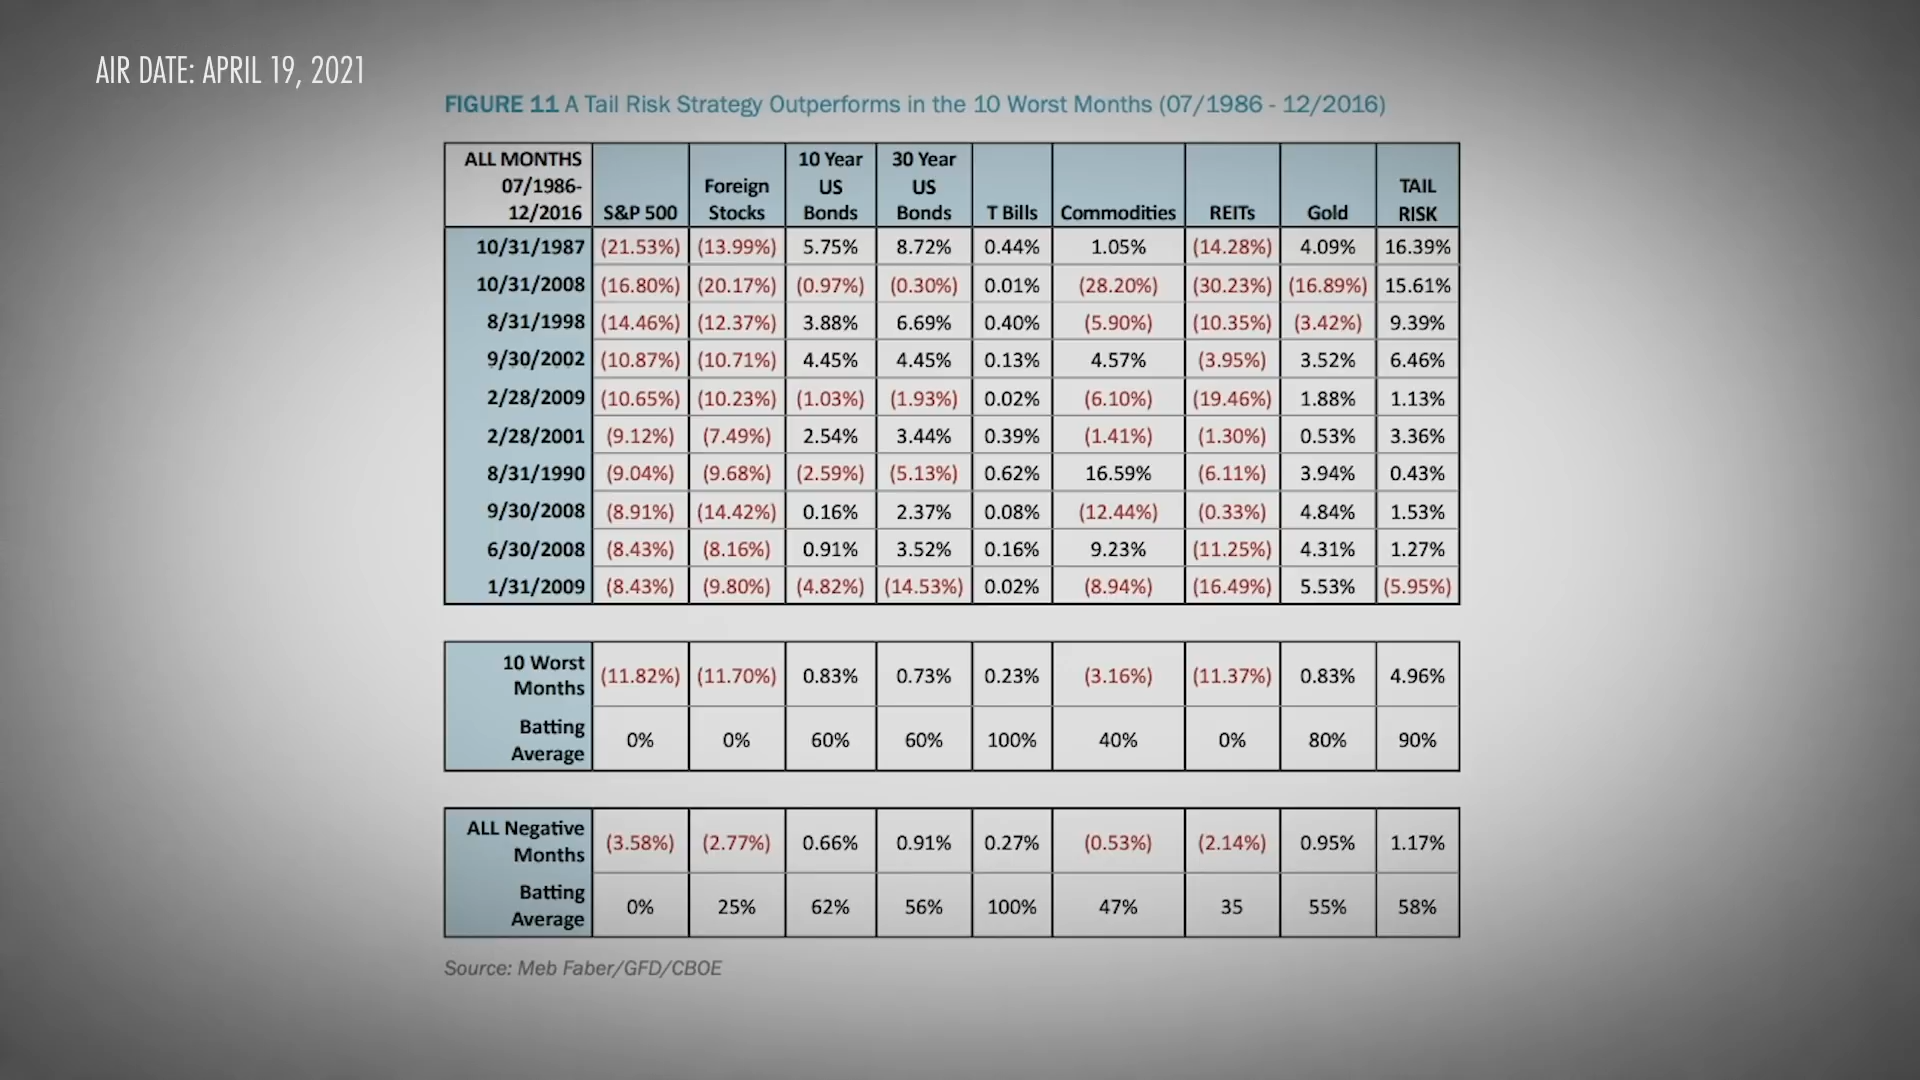 AIR DATE: APRIL 19, 2021
FIGURE 11 A Tail Risk Strategy Outperforms in the 10 Worst Months (07/1986 - 12/2016)
ALL MONTHS 07/1986- 12/2016 S&P 500 Foreign Stocks 10 Year US Bonds 30 Year US Bonds T Bills Commodities REITs Gold TAIL RISK
10/31/1987 (21.53%) (13.99%) 5.75% 8.72% 0.44% 1.05% (14.28%) 4.09% 16.39%
10/31/2008 (16.80%) (20.17%) (0.97%) (0.30%) 0.01% (28.20%) (30.23%) (16.89%) 15.61%
8/31/1998 (14.46%) (12.37%) 3.88% 6.69% 0.40% (5.90%) (10.35%) (3.42%) 9.39%
9/30/2002 (10.87%) (10.71%) 4.45% 4.45% 0.13% 4.57% (3.95%) 3.52% 6.46%
2/28/2009 (10.65%) (10.23%) (1.03%) (1.93%) 0.02% (6.10%) (19.46%) 1.88% 1.13%
2/28/2001 (9.12%) (7.49%) 2.54% 3.44% 0.39% (1.41%) (1.30%) 0.53% 3.36%
8/31/1990 (9.04%) (9.68%) (2.59%) (5.13%) 0.62% 16.59% (6.11%) 3.94% 0.43%
9/30/2008 (8.91%) (14.42%) 0.16% 2.37% 0.08% (12.44%) (0.33%) 4.84% 1.53%
6/30/2008 (8.43%) (8.16%) 0.91% 3.52% 0.16% 9.23% (11.25%) 4.31% 1.27%
1/31/2009 (8.43%) (9.80%) (4.82%) (14.53%) 0.02% (8.94%) (16.49%) 5.53% (5.95%)
10 Worst Months (11.82%) (11.70%) 0.83% 0.73% 0.23% (3.16%) (11.37%) 0.83% 4.96%
Batting Average 0% 0% 60% 60% 100% 40% 0% 80% 90%
ALL Negative Months (3.58%) (2.77%) 0.66% 0.91% 0.27% (0.53%) (2.14%) 0.95% 1.17%
Batting Average 0% 25% 62% 56% 100% 47% 35 55% 58%
Source: Meb Faber/GFD/CBOE